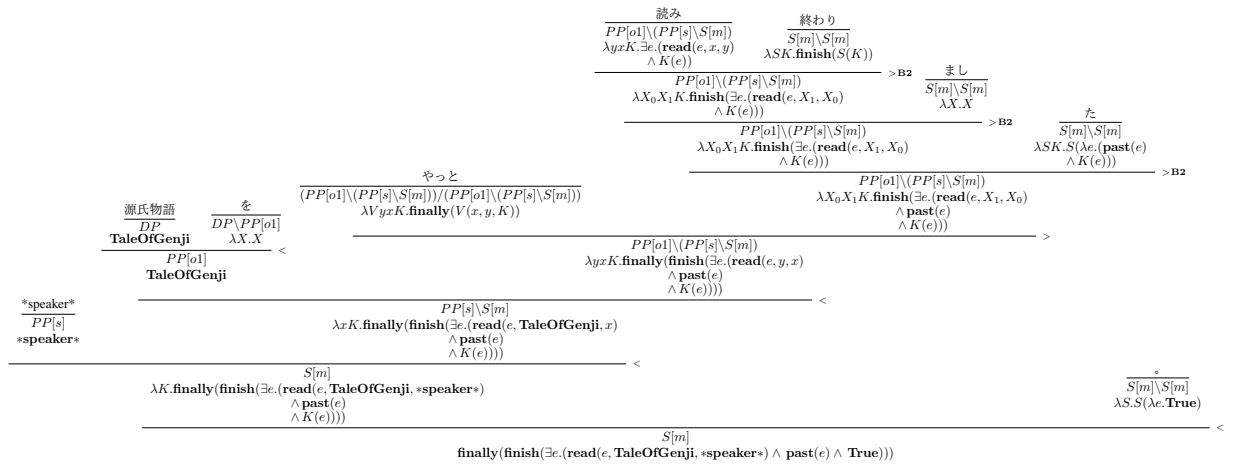 読み
PP[o1]\(PP[s]\S[m])
λyxK.∃e.(read(e, x, y)
∧ K(e))
終わり
S[m]\S[m]
λSK.finish(S(K))
>B2
PP[o1]\(PP[s]\S[m])
λX₀X₁K.finish(∃e.(read(e, X₁, X₀)
∧ K(e)))
まし
S[m]\S[m]
λX.X
>B2
PP[o1]\(PP[s]\S[m])
λX₀X₁K.finish(∃e.(read(e, X₁, X₀)
∧ K(e)))
た
S[m]\S[m]
λSK.S(λe.(past(e)
∧ K(e)))
>B2
やっと
(PP[o1]\(PP[s]\S[m]))/(PP[o1]\(PP[s]\S[m]))
λVyxK.finally(V(x, y, K))
PP[o1]\(PP[s]\S[m])
λX₀X₁K.finish(∃e.(read(e, X₁, X₀)
∧ past(e)
∧ K(e)))
>
源氏物語
DP
TaleOfGenji
を
DP\PP[o1]
λX.X
<
PP[o1]
TaleOfGenji
PP[o1]\(PP[s]\S[m])
λyxK.finally(finish(∃e.(read(e, y, x)
∧ past(e)
∧ K(e))))
<
*speaker*
PP[s]
*speaker*
PP[s]\S[m]
λxK.finally(finish(∃e.(read(e, TaleOfGenji, x)
∧ past(e)
∧ K(e))))
<
S[m]
λK.finally(finish(∃e.(read(e, TaleOfGenji, *speaker*)
∧ past(e)
∧ K(e))))
。
S[m]\S[m]
λS.S(λe.True)
<
S[m]
finally(finish(∃e.(read(e, TaleOfGenji, *speaker*) ∧ past(e) ∧ True)))